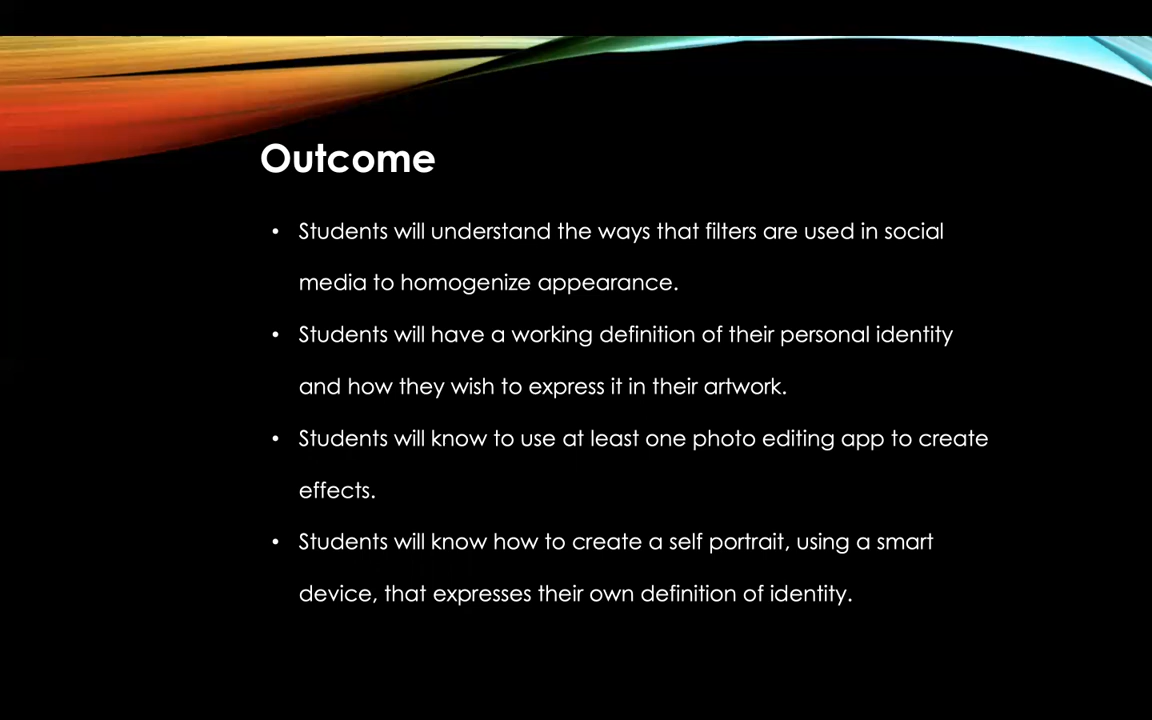 Outcome
• Students will understand the ways that filters are used in social
media to homogenize appearance.
• Students will have a working definition of their personal identity
and how they wish to express it in their artwork.
• Students will know to use at least one photo editing app to create
effects.
• Students will know how to create a self portrait, using a smart
device, that expresses their own definition of identity.